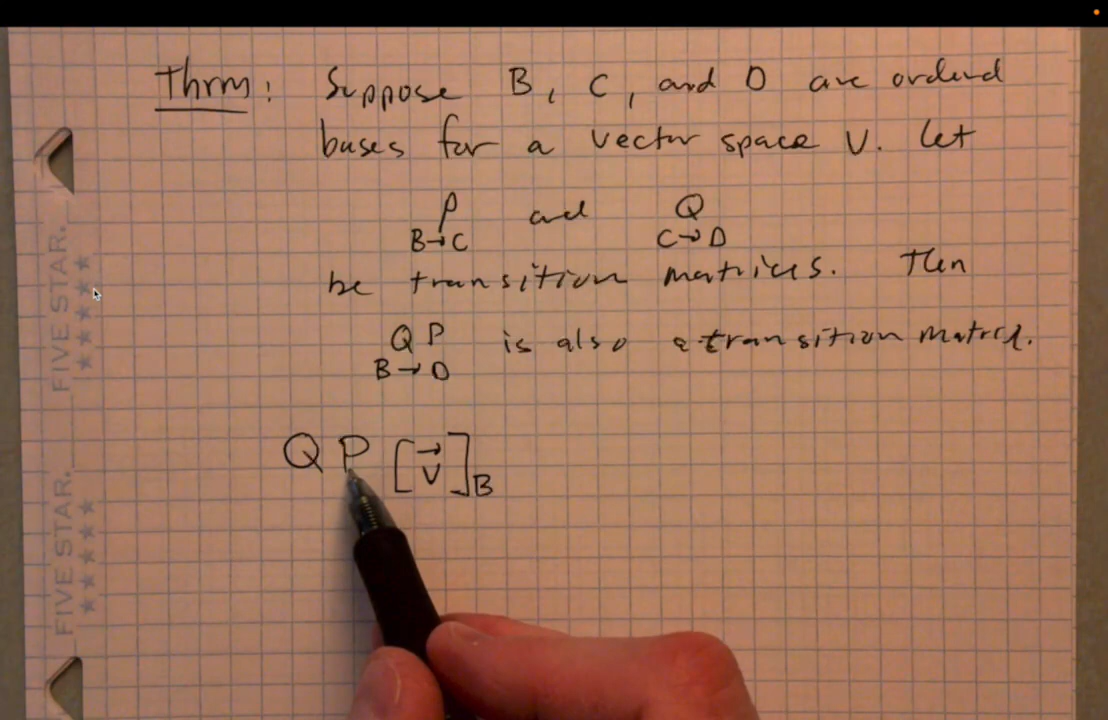 Thrm: Suppose B, C, and D are ordered
bases for a vector space V. Let
P and Q
B→C C→D
be transition matrices. Then
QP is also a transition matrix.
B→D
QP[v⃗]B
FIVE STAR.
FIVE STAR.